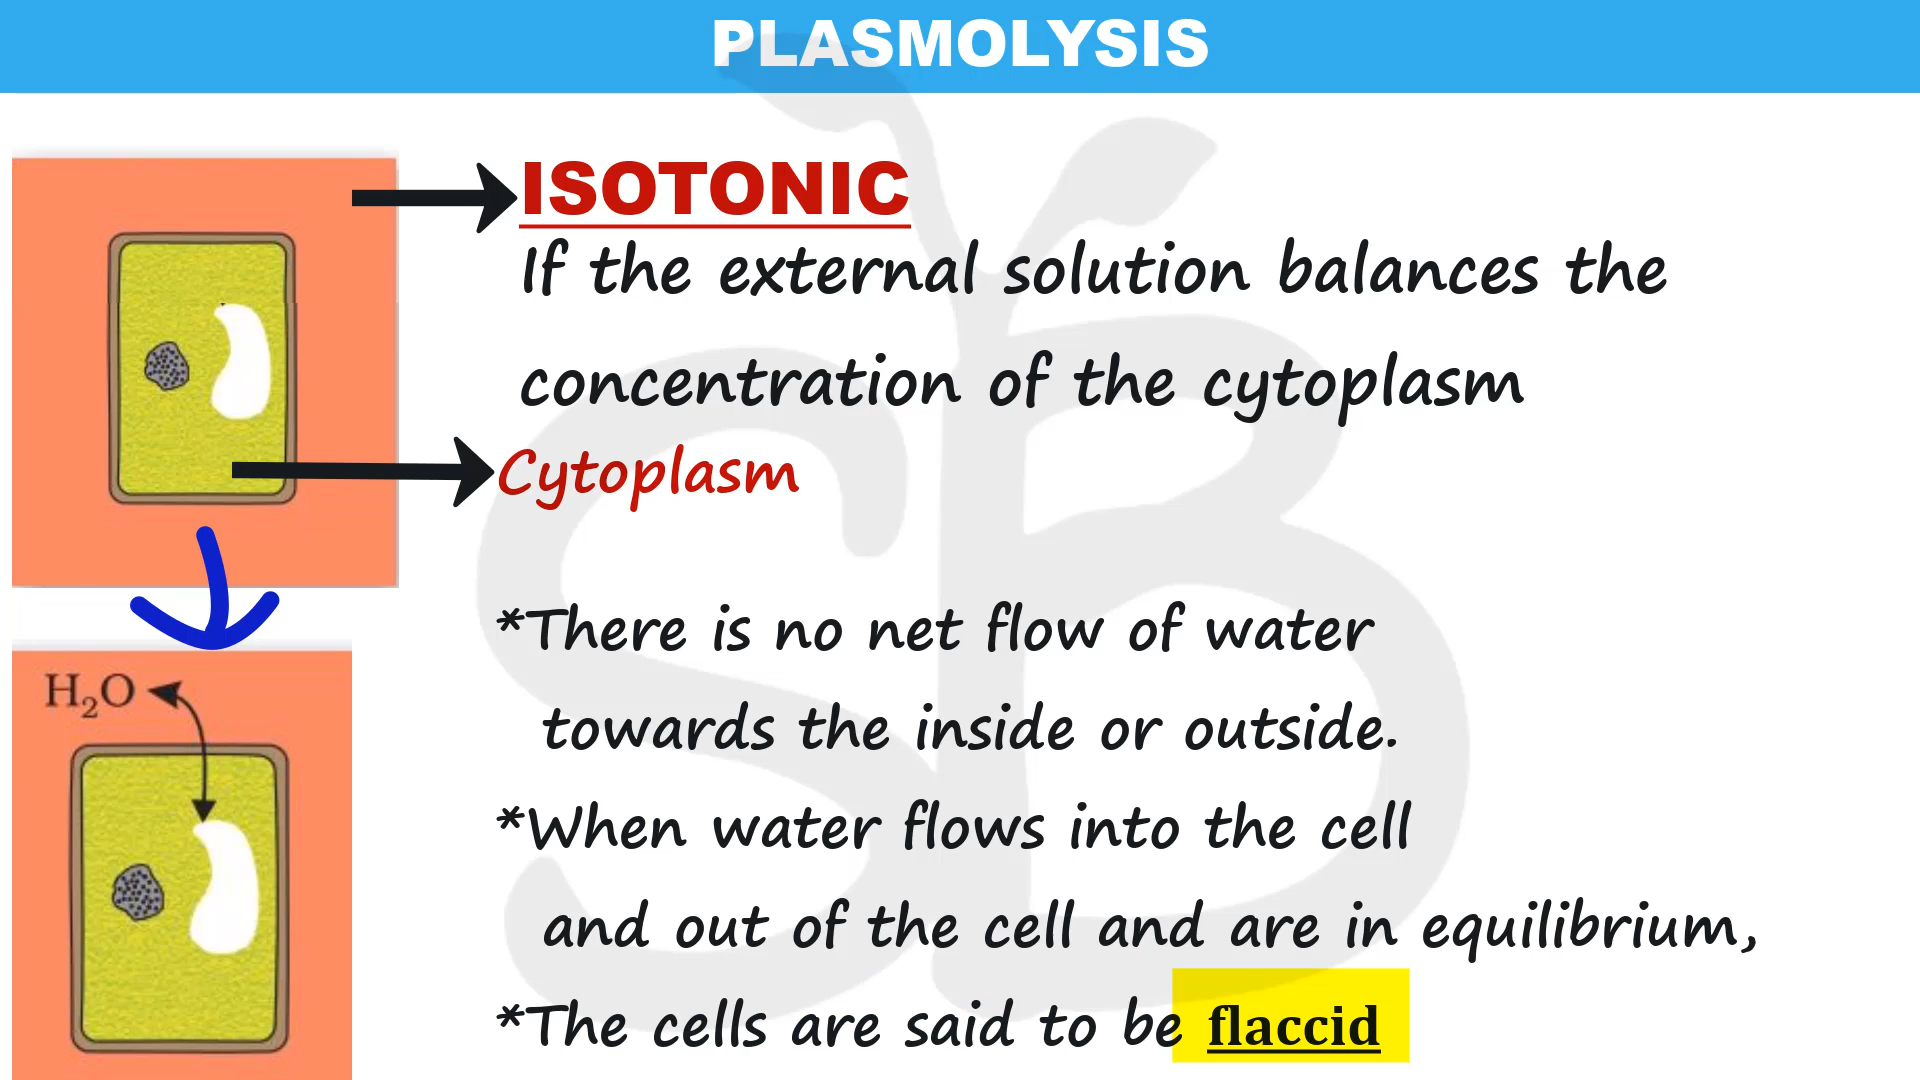 PLASMOLYSIS
ISOTONIC
If the external solution balances the
concentration of the cytoplasm
Cytoplasm
*There is no net flow of water
towards the inside or outside.
H₂O
*When water flows into the cell
and out of the cell and are in equilibrium,
*The cells are said to be flaccid
SB